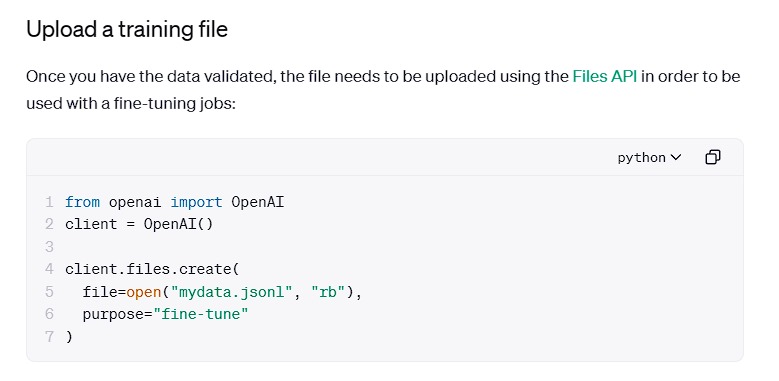 Upload a training file
Once you have the data validated, the file needs to be uploaded using the Files API in order to be
used with a fine-tuning jobs:
python
1 from openai import OpenAI
2 client = OpenAI()
3
4 client.files.create(
5   file=open("mydata.jsonl", "rb"),
6   purpose="fine-tune"
7 )